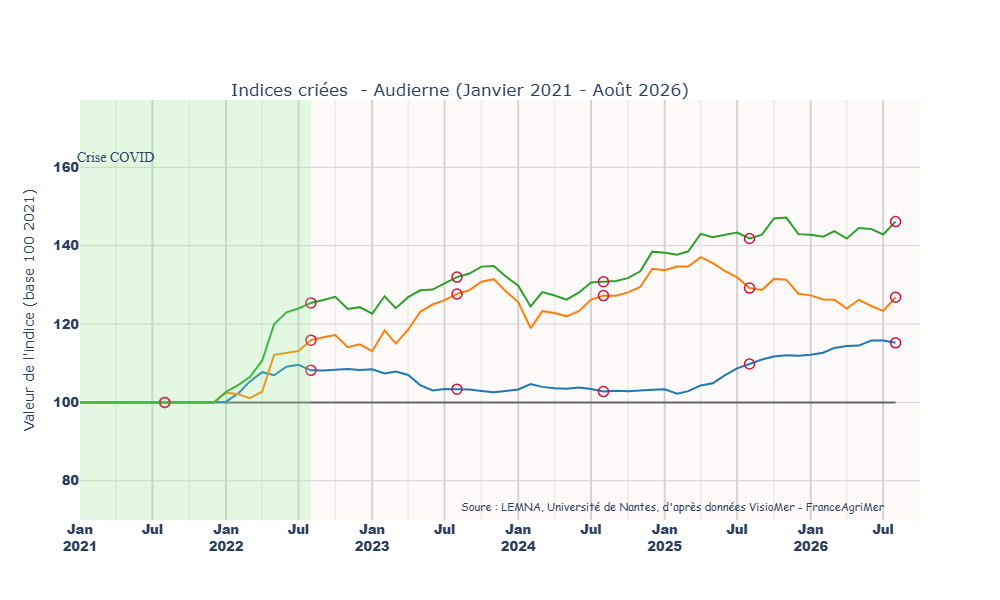 Indices criées  - Audierne (Janvier 2021 - Août 2026)
Crise COVID
Valeur de l'indice (base 100 2021)
160
140
120
100
80
Soure : LEMNA, Université de Nantes, d'après données VisioMer - FranceAgriMer
Jan Jul Jan Jul Jan Jul Jan Jul Jan Jul Jan Jul
2021 2022 2023 2024 2025 2026